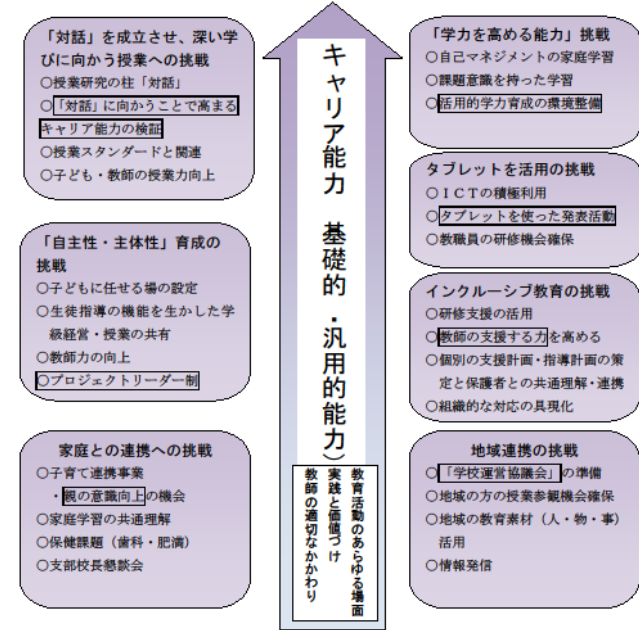 「対話」を成立させ、深い学
びに向かう授業への挑戦
○授業研究の柱「対話」
○「対話」に向かうことで高まる
キャリア能力の検証
○授業スタンダードと関連
○子ども・教師の授業力向上
「自主性・主体性」育成の
挑戦
○子どもに任せる場の設定
○生徒指導の機能を生かした学
級経営・授業の共有
○教師力の向上
○プロジェクトリーダー制
家庭との連携への挑戦
○子育て連携事業
・親の意識向上の機会
○家庭学習の共通理解
○保健課題（歯科・肥満）
○支部校長懇談会
キャリア能力　基礎的・汎用的能力）
教育活動のあらゆる場面
実践と価値づけ
教師の適切なかかわり
「学力を高める能力」挑戦
○自己マネジメントの家庭学習
○課題意識を持った学習
○活用的学力育成の環境整備
タブレットを活用の挑戦
○ＩＣＴの積極利用
○タブレットを使った発表活動
○教職員の研修機会確保
インクルーシブ教育の挑戦
○研修支援の活用
○教師の支援する力を高める
○個別の支援計画・指導計画の策
定と保護者との共通理解・連携
○組織的な対応の具現化
地域連携の挑戦
○「学校運営協議会」の準備
○地域の方の授業参観機会確保
○地域の教育素材（人・物・事）
活用
○情報発信